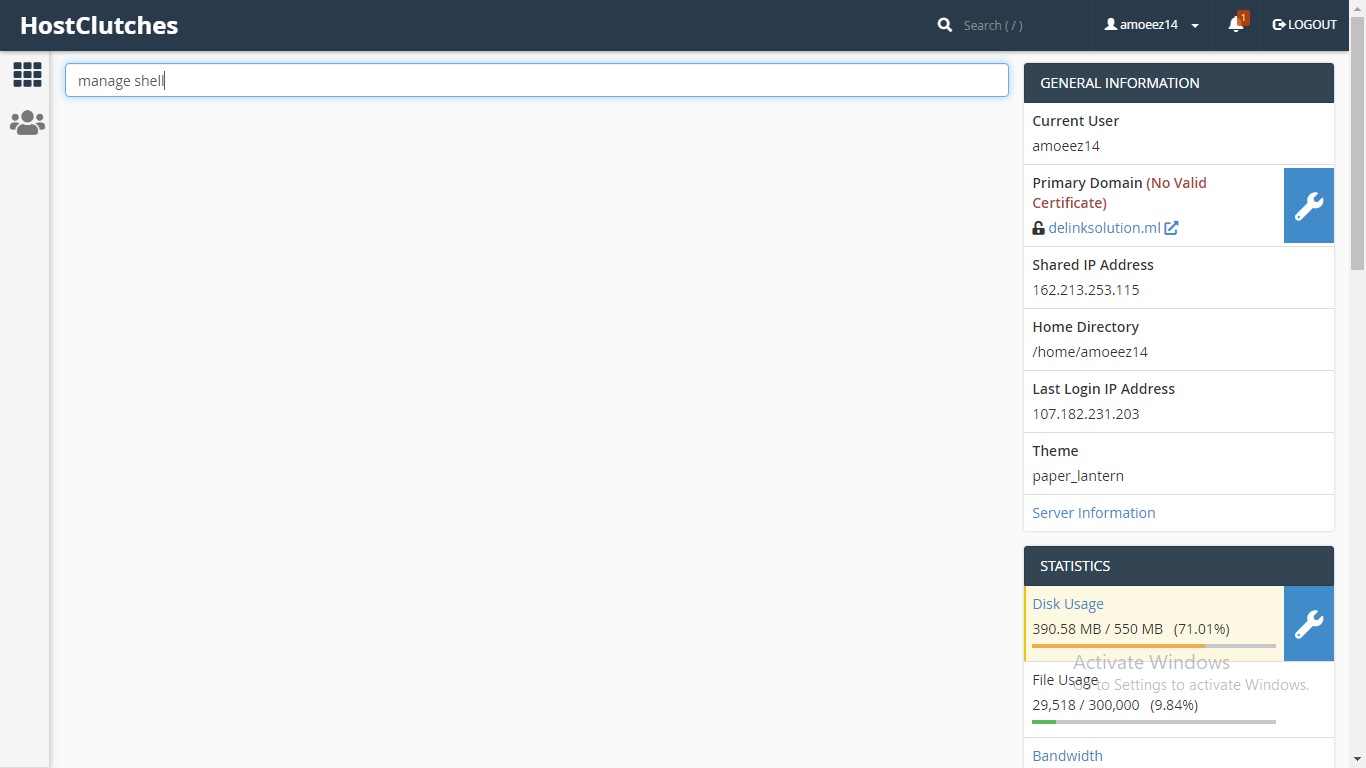 HostClutches
Search ( / )
amoeez14
1
LOGOUT
manage shell
GENERAL INFORMATION
Current User
amoeez14
Primary Domain (No Valid
Certificate)
delinksolution.ml
Shared IP Address
162.213.253.115
Home Directory
/home/amoeez14
Last Login IP Address
107.182.231.203
Theme
paper_lantern
Server Information
STATISTICS
Disk Usage
390.58 MB / 550 MB (71.01%)
Activate Windows
File Usage
Go to Settings to activate Windows.
29,518 / 300,000 (9.84%)
Bandwidth